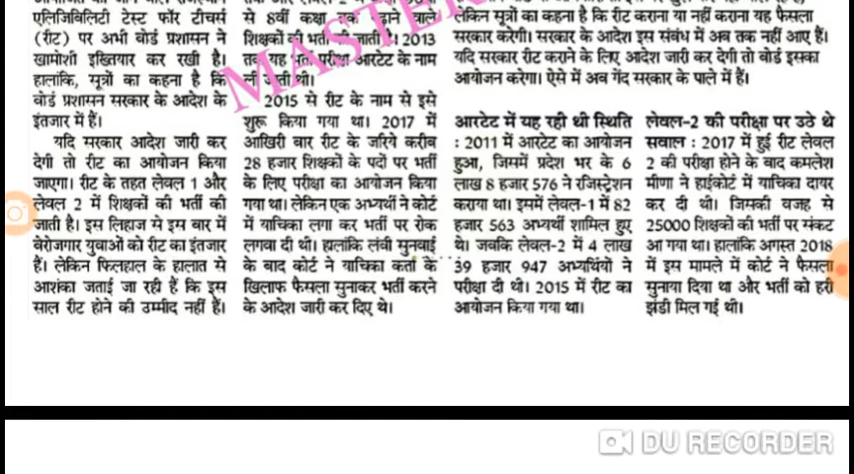 एलिजिबिलिटी टेस्ट फॉर टीचर्स
(रीट) पर अभी बोर्ड प्रशासन ने
खामोशी इख्तियार कर रखी है।
हालांकि, सूत्रों का कहना है कि
बोर्ड प्रशासन सरकार के आदेश के
इंतजार में है।
यदि सरकार आदेश जारी कर
देगी तो रीट का आयोजन किया
जाएगा। रीट के तहत लेवल 1 और
लेवल 2 में शिक्षकों की भर्ती की
जाती है। इस लिहाज से इस बार में
बेरोजगार युवाओं को रीट का इंतजार
हैं। लेकिन फिलहाल के हालात से
आशंका जताई जा रही हैं कि इस
साल रीट होने की उम्मीद नहीं हैं।
से 8वीं कक्षा तक पढ़ाने वाले
शिक्षकों की भर्ती की जाती है। 2013
तक यह भर्ती परीक्षा आरटेट के नाम
ली जाती थी।
2015 से रीट के नाम से इसे
शुरू किया गया था। 2017 में
आखिरी बार रीट के जरिये करीब
28 हजार शिक्षकों के पदों पर भर्ती
के लिए परीक्षा का आयोजन किया
गया था। लेकिन एक अभ्यर्थी ने कोर्ट
में याचिका लगा कर भर्ती पर रोक
लगवा दी थी। हालांकि लंबी सुनवाई
के बाद कोर्ट ने याचिका कर्ता के
खिलाफ फैसला सुनाकर भर्ती करने
के आदेश जारी कर दिए थे।
लेकिन सूत्रों का कहना है कि रीट कराना या नहीं कराना यह फैसला
सरकार करेगी। सरकार के आदेश इस संबंध में अब तक नहीं आए हैं।
यदि सरकार रीट कराने के लिए आदेश जारी कर देगी तो बोर्ड इसका
आयोजन करेगा। ऐसे में अब गेंद सरकार के पाले में हैं।
आरटेट में यह रही थी स्थिति
: 2011 में आरटेट का आयोजन
हुआ, जिसमें प्रदेश भर के 6
लाख 8 हजार 576 ने रजिस्ट्रेशन
कराया था। इसमें लेवल-1 में 82
हजार 563 अभ्यर्थी शामिल हुए
थे। जबकि लेवल-2 में 4 लाख
39 हजार 947 अभ्यर्थियों ने
परीक्षा दी थी। 2015 में रीट का
आयोजन किया गया था।
लेवल-2 की परीक्षा पर उठे थे
सवाल : 2017 में हुई रीट लेवल
2 की परीक्षा होने के बाद कमलेश
मीणा ने हाईकोर्ट में याचिका दायर
कर दी थी। जिसकी वजह से
25000 शिक्षकों की भर्ती पर संकट
आ गया था। हालांकि अगस्त 2018
में इस मामले में कोर्ट ने फैसला
सुनाया दिया था और भर्ती को हरी
झंडी मिल गई थी।
MASTER
DU RECORDER